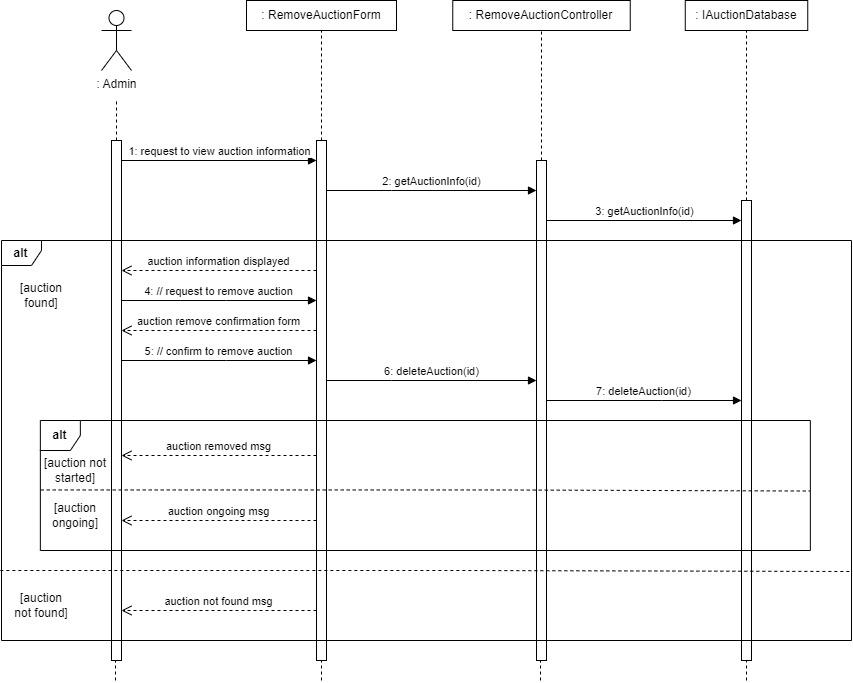 : RemoveAuctionForm
: RemoveAuctionController
: IAuctionDatabase
: Admin
1: request to view auction information
2: getAuctionInfo(id)
3: getAuctionInfo(id)
alt
[auction
found]
auction information displayed
4: // request to remove auction
auction remove confirmation form
5: // confirm to remove auction
6: deleteAuction(id)
7: deleteAuction(id)
alt
[auction not
started]
auction removed msg
[auction
ongoing]
auction ongoing msg
[auction
not found]
auction not found msg